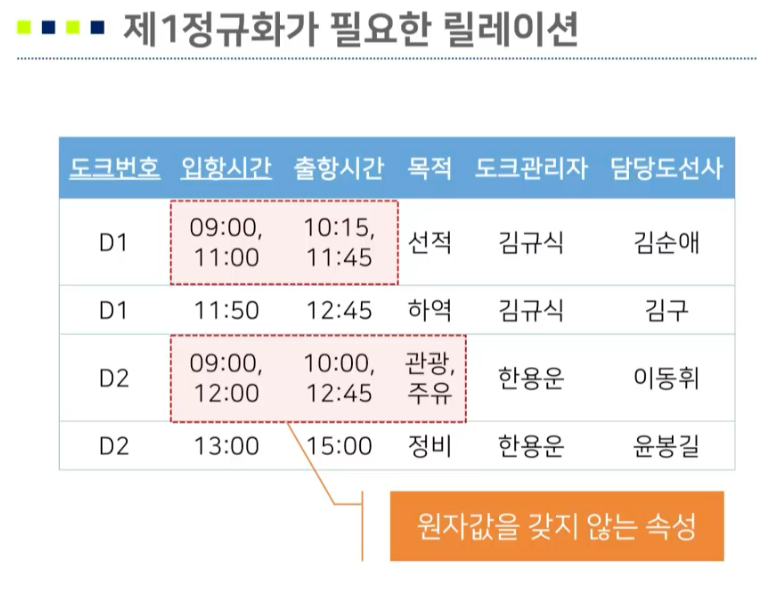 제1정규화가 필요한 릴레이션
도크번호 입항시간 출항시간 목적 도크관리자 담당도선사
D1 09:00, 11:00 10:15, 11:45 선적 김규식 김순애
D1 11:50 12:45 하역 김규식 김구
D2 09:00, 12:00 10:00, 12:45 관광, 주유 한용운 이동휘
D2 13:00 15:00 정비 한용운 윤봉길
원자값을 갖지 않는 속성